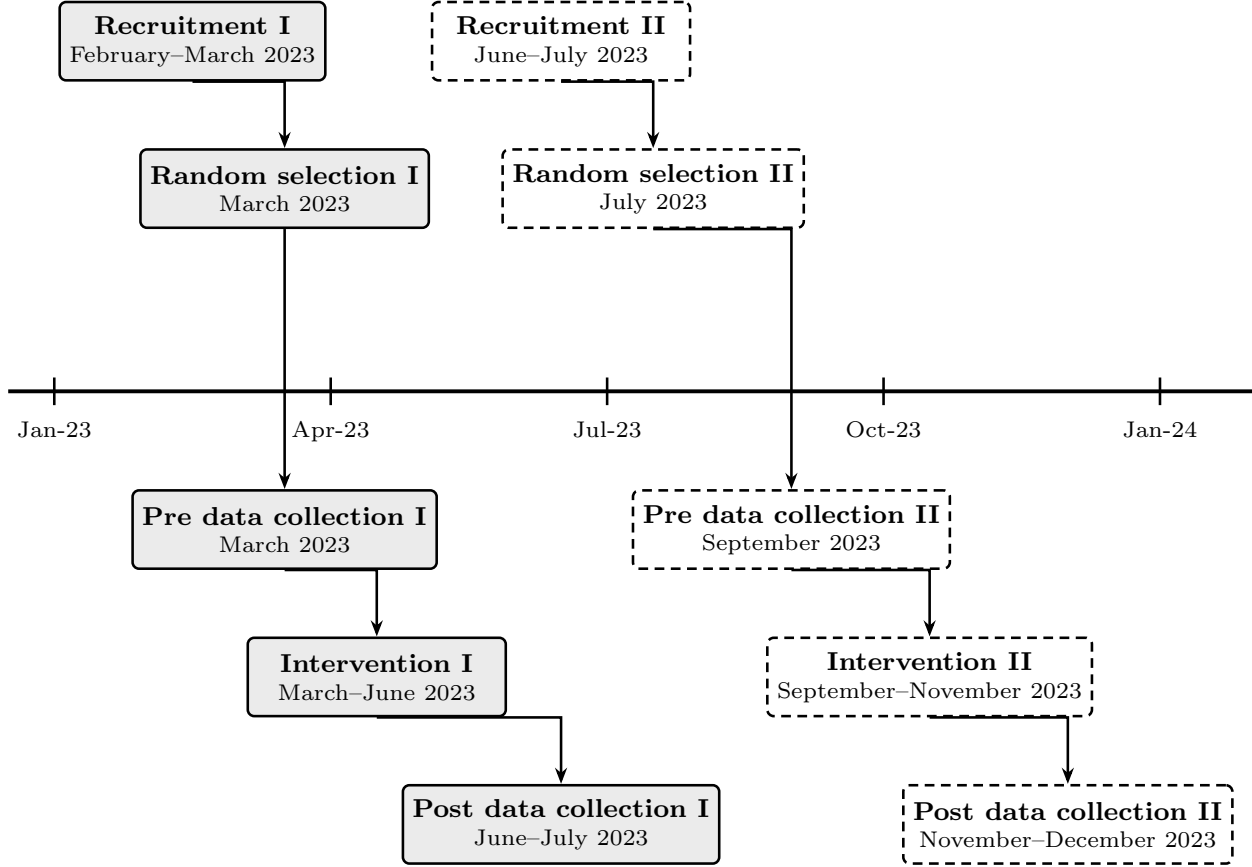 Recruitment I
February–March 2023
Recruitment II
June–July 2023
Random selection I
March 2023
Random selection II
July 2023
Jan-23
Apr-23
Jul-23
Oct-23
Jan-24
Pre data collection I
March 2023
Pre data collection II
September 2023
Intervention I
March–June 2023
Intervention II
September–November 2023
Post data collection I
June–July 2023
Post data collection II
November–December 2023